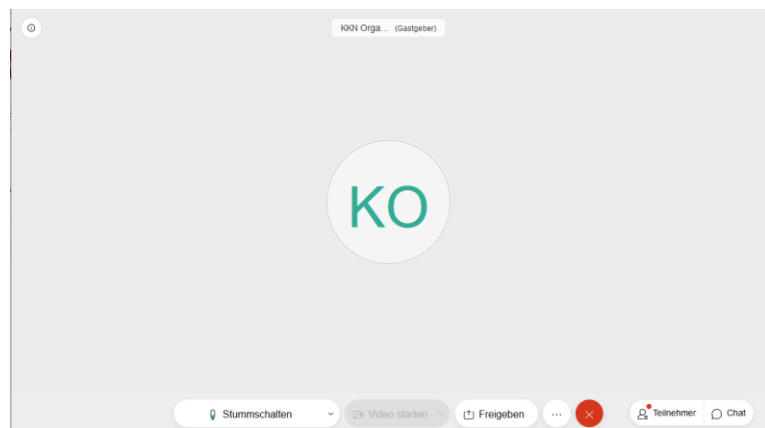 KKN Orga... (Gastgeber)
KO
Stummschalten
Video starten
Freigeben
Teilnehmer
Chat